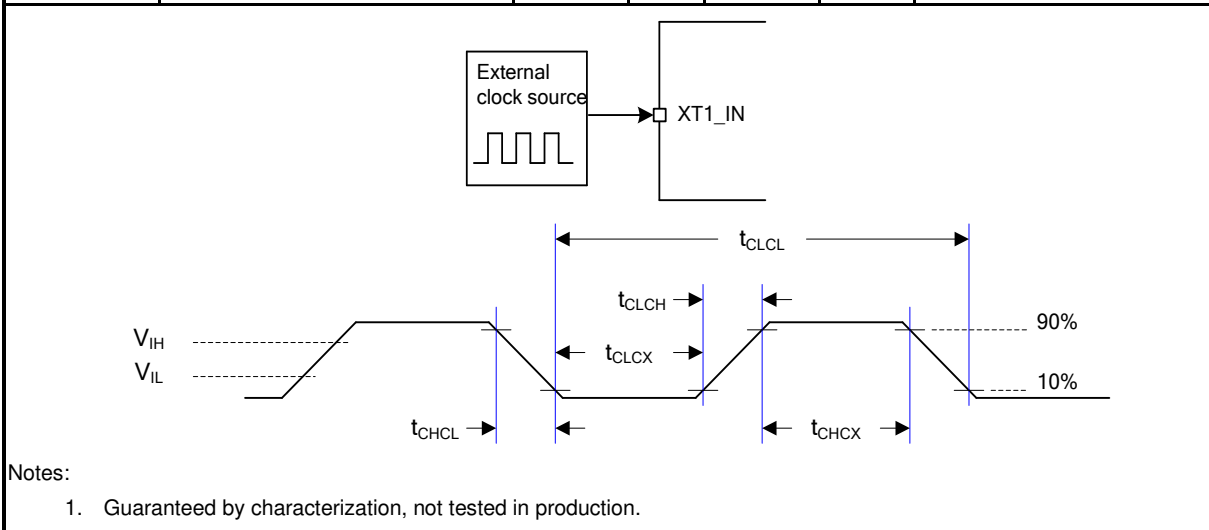 External
clock source
XT1_IN
tCLCL
tCLCH
90%
VIH
tCLCX
VIL
10%
tCHCL
tCHCX
Notes:
1. Guaranteed by characterization, not tested in production.